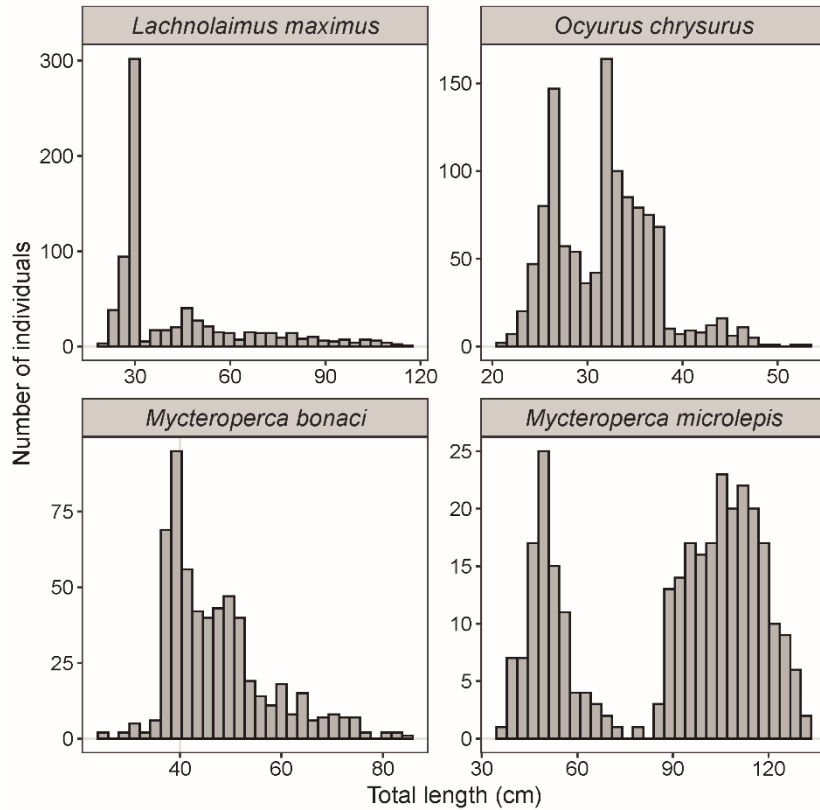 Lachnolaimus maximus
Ocyurus chrysurus
300
200
100
0
150
100
50
0
30 60 90 120
20 30 40 50
Mycteroperca bonaci
Mycteroperca microlepis
75
50
25
0
25
20
15
10
5
0
40 60 80
30 60 90 120
Number of individuals
Total length (cm)